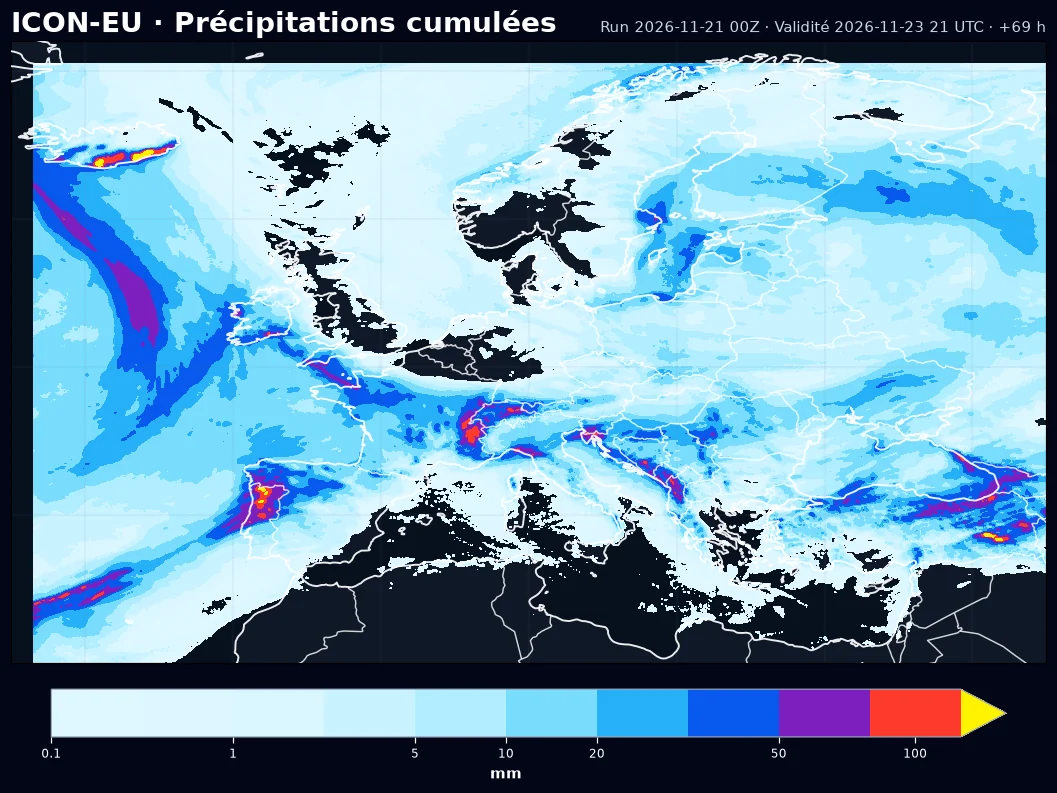 ICON-EU · Précipitations cumulées
Run 2026-11-21 00Z · Validité 2026-11-23 21 UTC · +69 h
0.1 1 5 10 20 50 100
mm